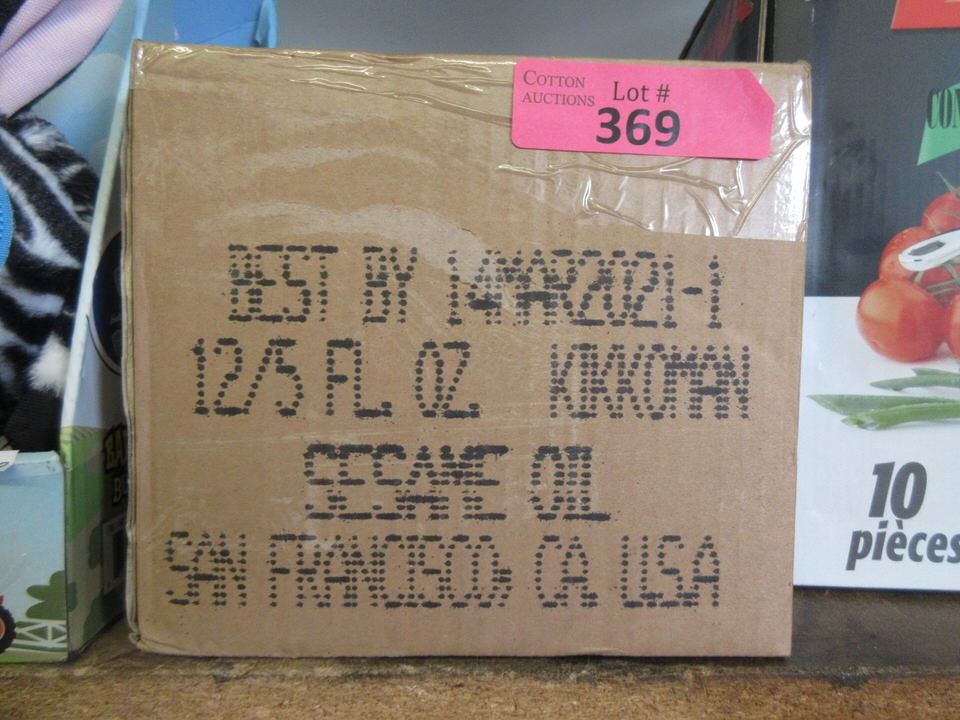 COTTON
AUCTIONS
Lot #
369
BEST BY 14MAR2021-1
12/5 FL OZ KIKKOMAN
SESAME OIL
SAN FRANCISCO, CA USA
10
pièces